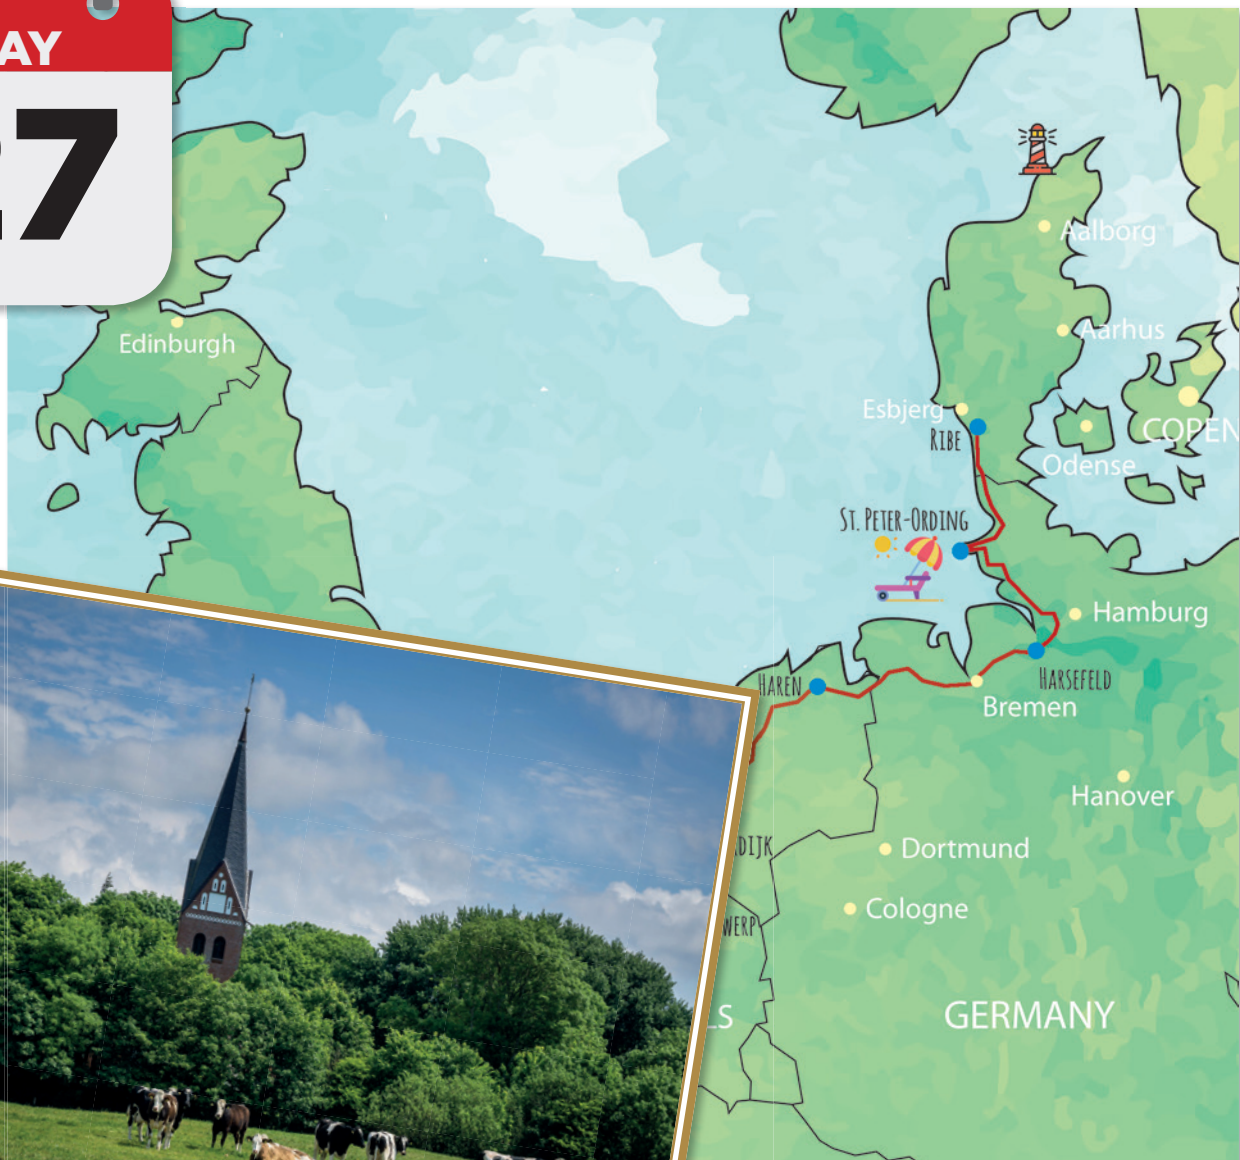 AY
27
Edinburgh
Aalborg
Aarhus
Esbjerg
RIBE
COPEN
Odense
ST. PETER-ORDING
Hamburg
HAREN
HARSEFELD
Bremen
Hanover
DIJK
Dortmund
WERP
Cologne
LS
GERMANY